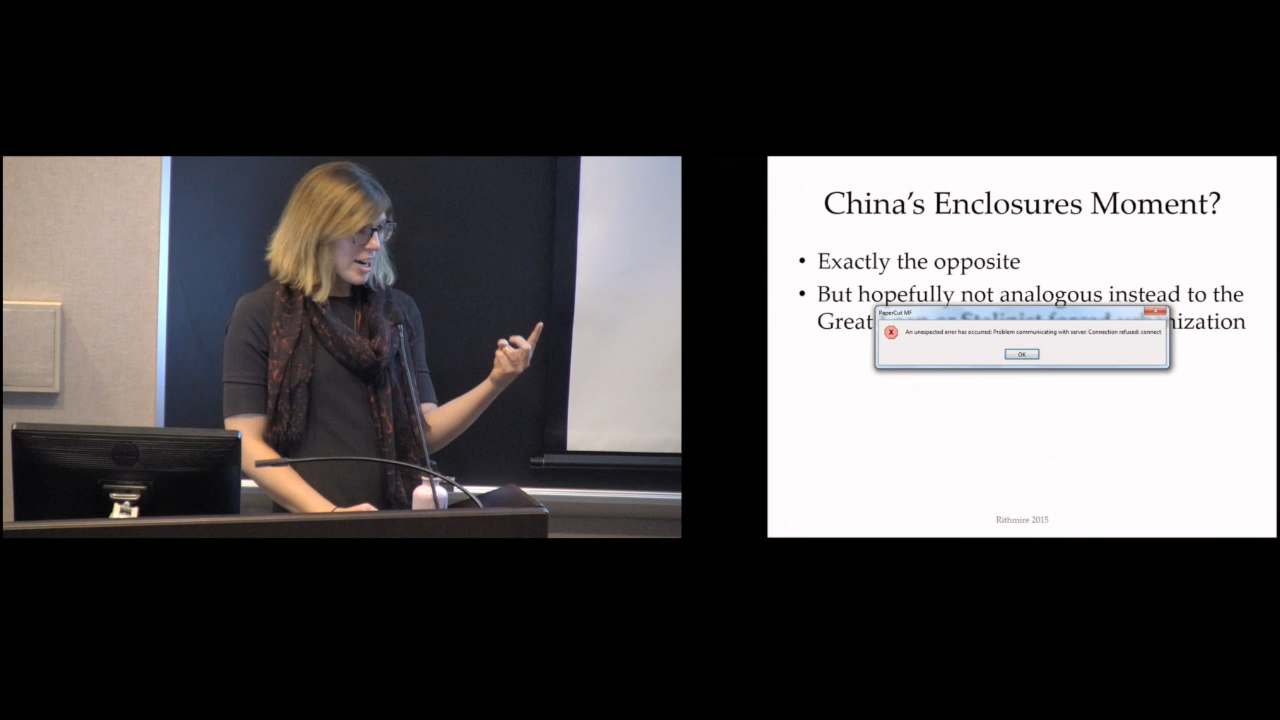 China's Enclosures Moment?
• Exactly the opposite
• But hopefully not analogous instead to the
Great nization
PaperCut MF
An unexpected error has occurred: Problem communicating with server: Connection refused: connect
OK
Rithmire 2015